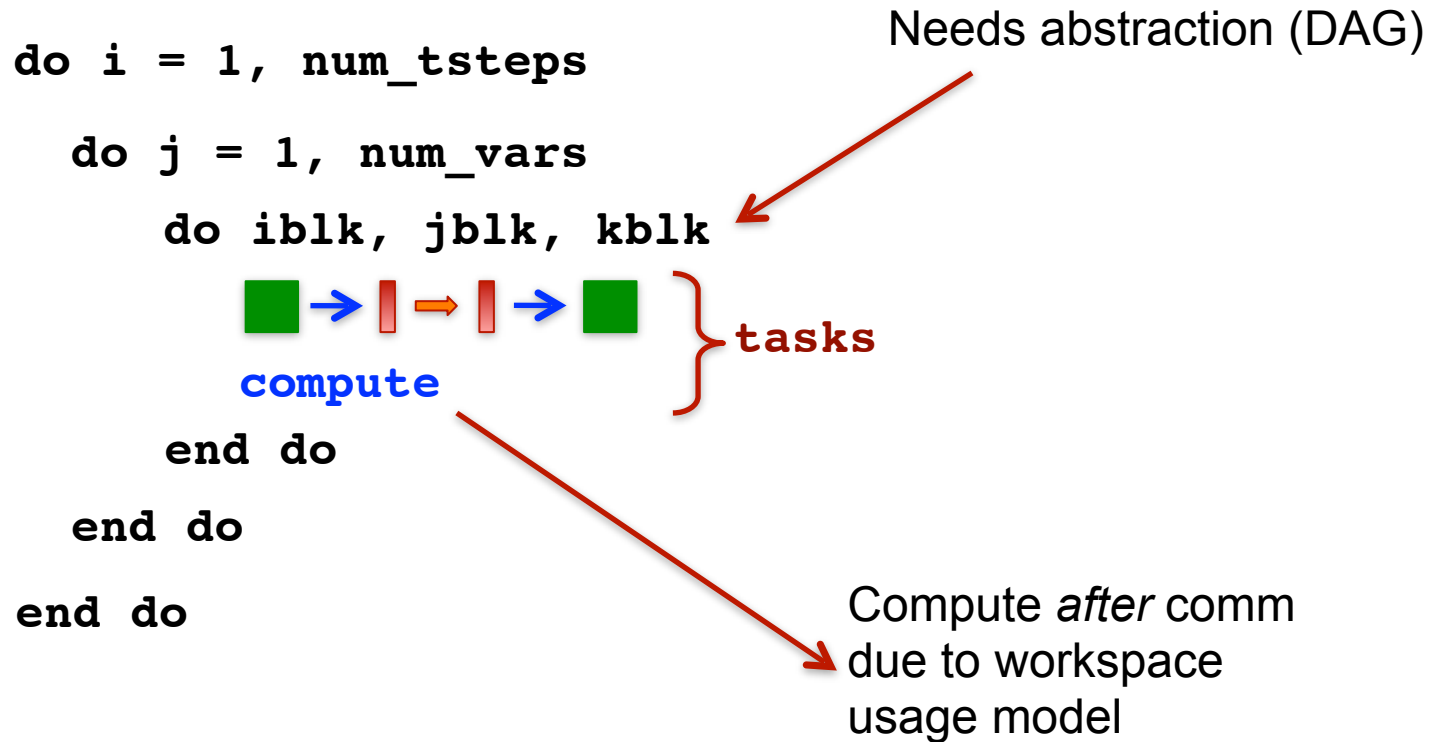 Needs abstraction (DAG)
do i = 1, num_tsteps
do j = 1, num_vars
do iblk, jblk, kblk
tasks
compute
end do
end do
end do
Compute after comm
due to workspace
usage model